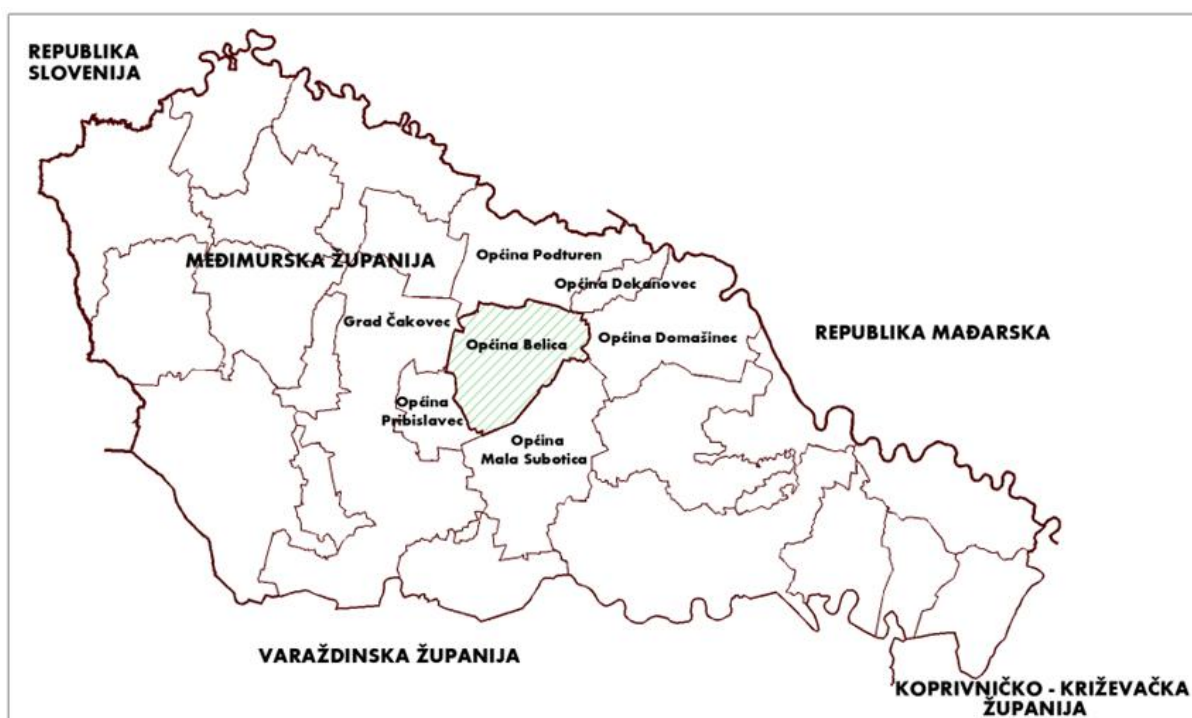 REPUBLIKA
SLOVENIJA
MEĐIMURSKA ŽUPANIJA
Općina Podturen
Općina Dekanovec
Grad Čakovec
Općina Belica
Općina Domašinec
REPUBLIKA MAĐARSKA
Općina
Pribislavec
Općina
Mala Subotica
VARAŽDINSKA ŽUPANIJA
KOPRIVNIČKO - KRIŽEVAČKA
ŽUPANIJA